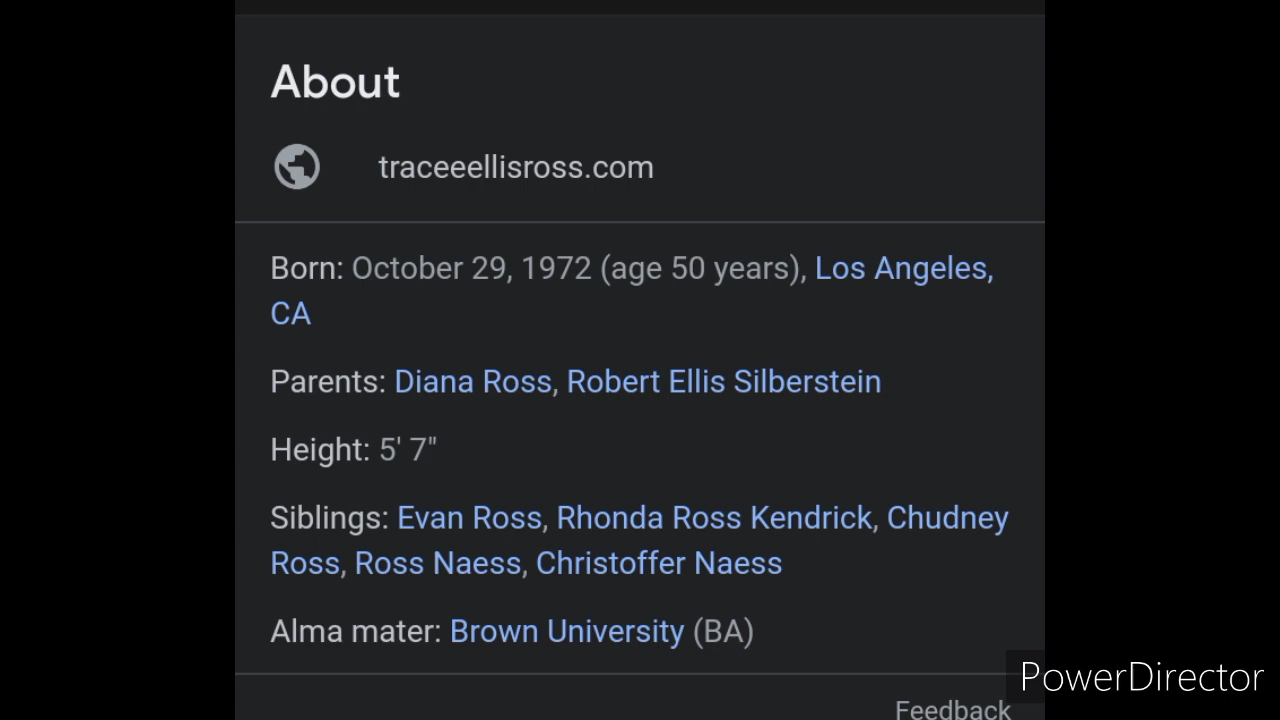 About
traceeellisross.com
Born: October 29, 1972 (age 50 years), Los Angeles,
CA
Parents: Diana Ross, Robert Ellis Silberstein
Height: 5' 7"
Siblings: Evan Ross, Rhonda Ross Kendrick, Chudney
Ross, Ross Naess, Christoffer Naess
Alma mater: Brown University (BA)
PowerDirector
Feedback